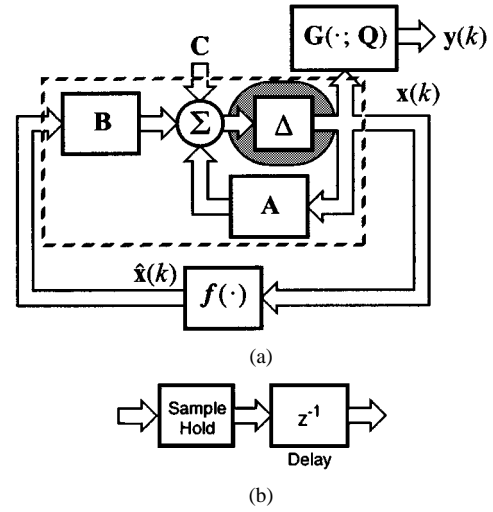 G(·; Q)
y(k)
C
x(k)
B
Σ
Δ
A
x̂(k)
f(·)
(a)
Sample
Hold
z⁻¹
Delay
(b)